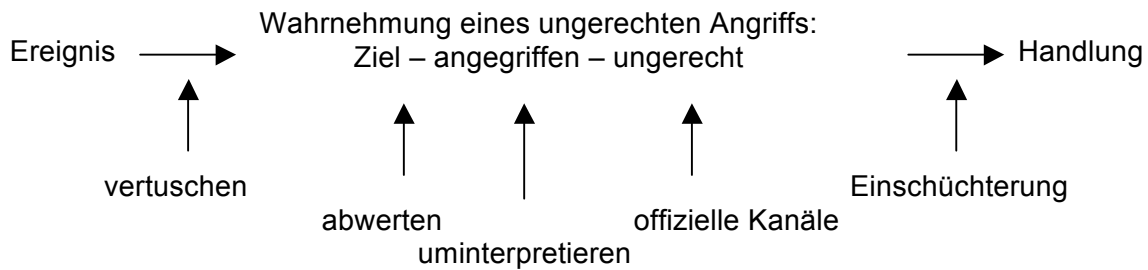 Wahrnehmung eines ungerechten Angriffs:
Ereignis
Ziel – angegriffen – ungerecht
Handlung
vertuschen
Einschüchterung
abwerten
offizielle Kanäle
uminterpretieren